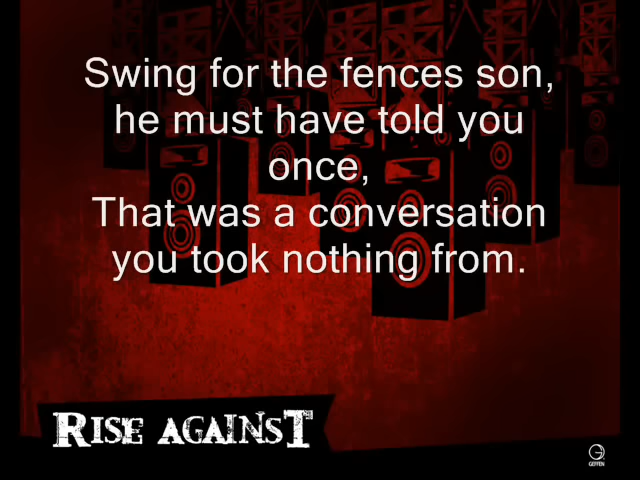 Swing for the fences son,
he must have told you
once,
That was a conversation
you took nothing from.
RISE AGAINST
GEFFEN